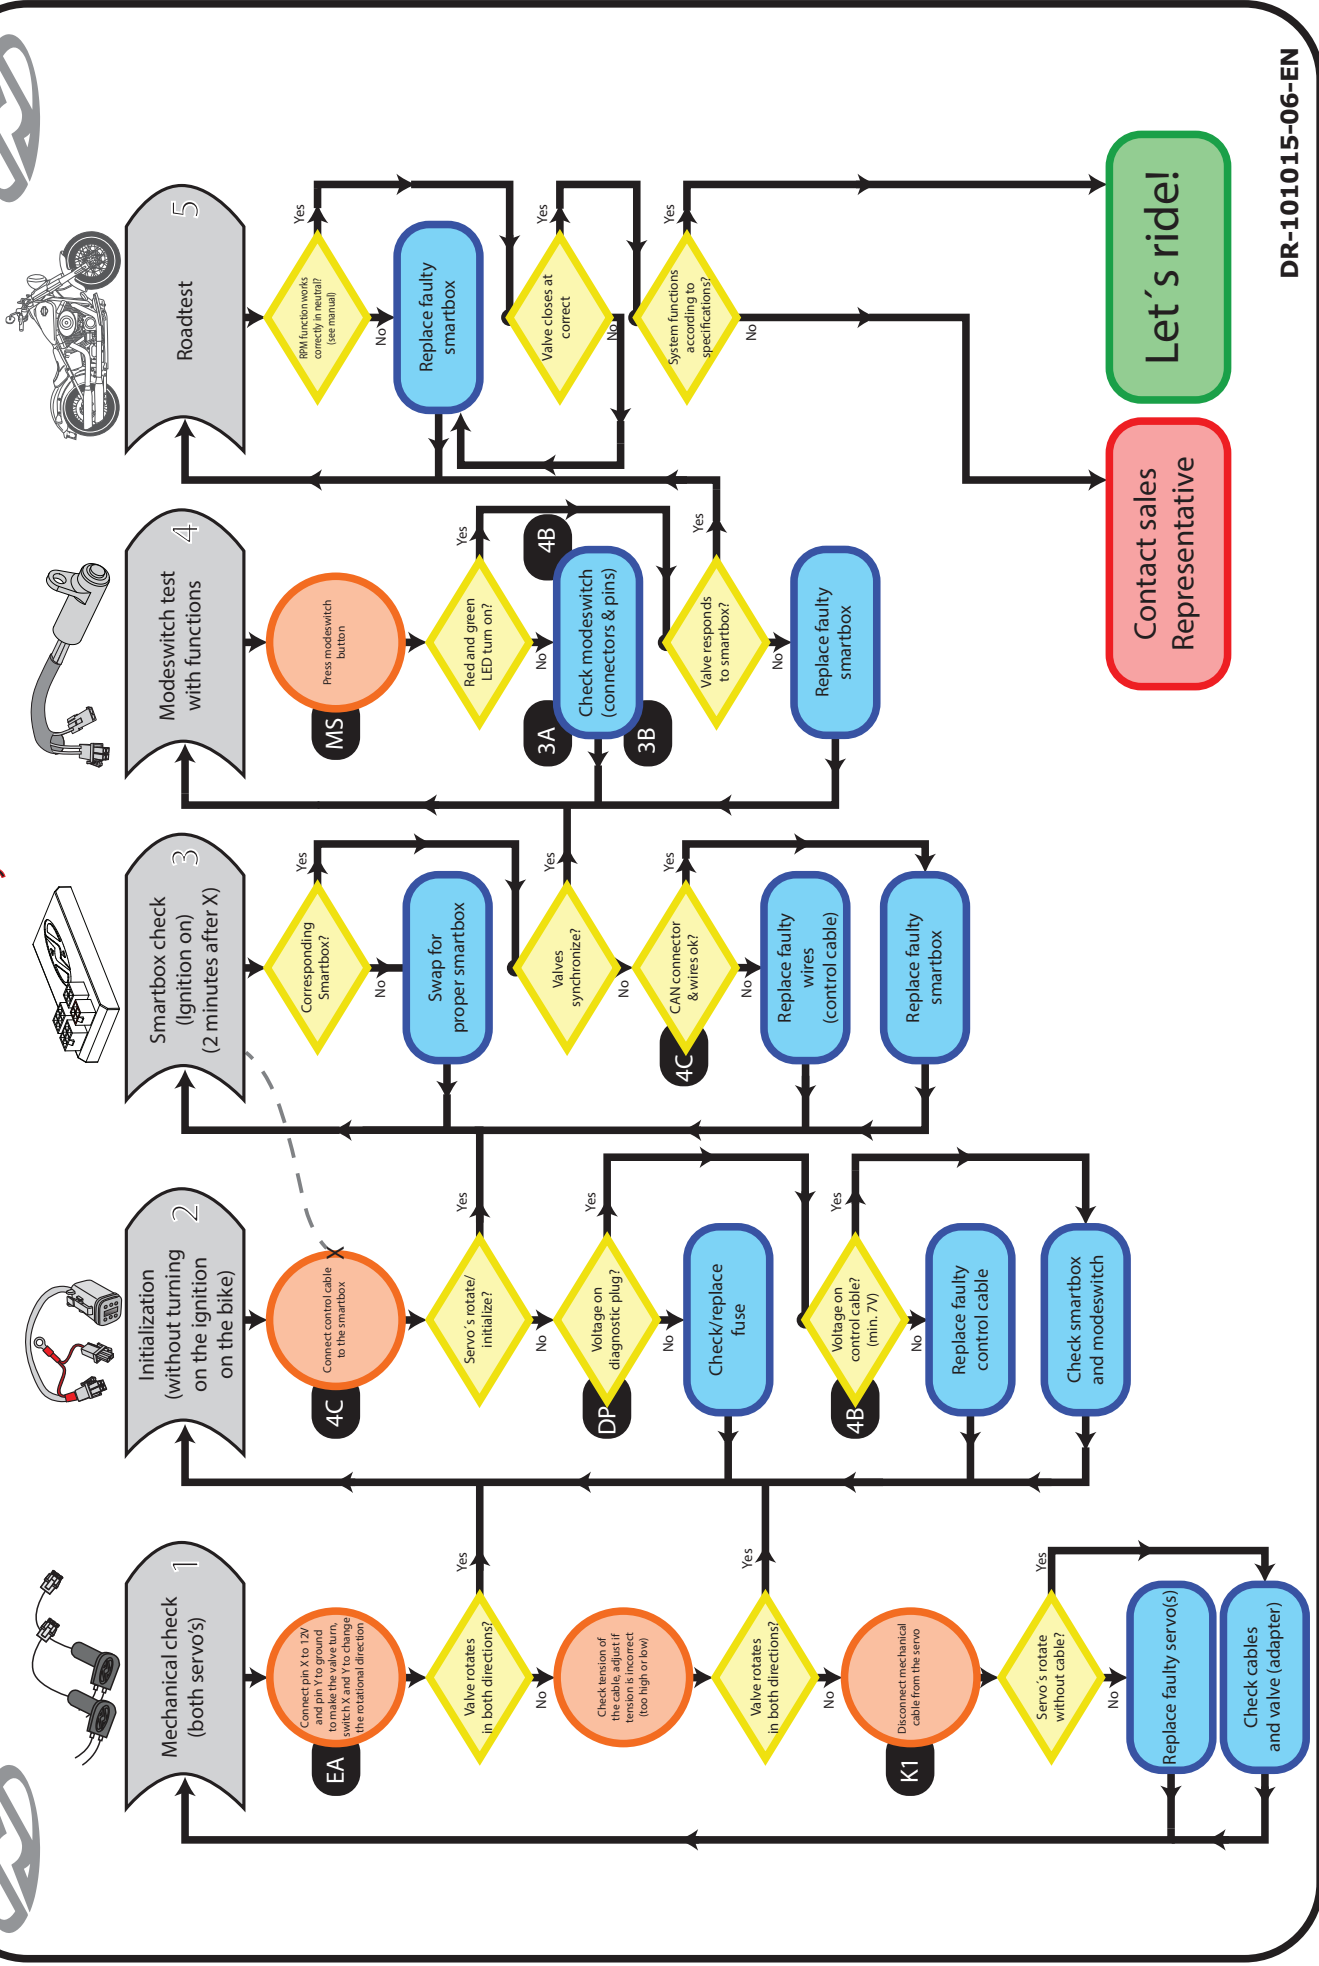 Mechanical check
(both servo's)
1
EA
Connect pin X to 12V
and pin Y to ground
to make the valve turn,
switch X and Y to change
the rotational direction
Valve rotates
in both directions?
Yes
No
Check tension of
the cable, adjust if
tension is incorrect
(too high or low)
Valve rotates
in both directions?
Yes
No
K1
Disconnect mechanical
cable from the servo
Servo´s rotate
without cable?
Yes
No
Replace faulty servo(s)
Check cables
and valve (adapter)
Initialization
(without turning
on the ignition
on the bike)
2
4C
Connect control cable
to the smartbox
X
Servo´s rotate/
initialize?
Yes
No
DP
Voltage on
diagnostic plug?
Yes
No
Check/replace
fuse
4B
Voltage on
control cable?
(min. 7V)
Yes
No
Replace faulty
control cable
Check smartbox
and modeswitch
Smartbox check
(Ignition on)
(2 minutes after X)
3
Corresponding
Smartbox?
Yes
No
Swap for
proper smartbox
Valves
synchronize?
Yes
No
4C
CAN connector
& wires ok?
Yes
No
Replace faulty
wires
(control cable)
Replace faulty
smartbox
Modeswitch test
with functions
4
MS
Press modeswitch
button
Red and green
LED turn on?
Yes
No
3A
4B
3B
Check modeswitch
(connectors & pins)
Valve responds
to smartbox?
Yes
No
Replace faulty
smartbox
Roadtest
5
RPM function works
correctly in neutral?
(see manual)
Yes
No
Replace faulty
smartbox
Valve closes at
correct
Yes
No
System functions
according to
specifications?
Yes
No
Contact sales
Representative
Let´s ride!
DR-101015-06-EN